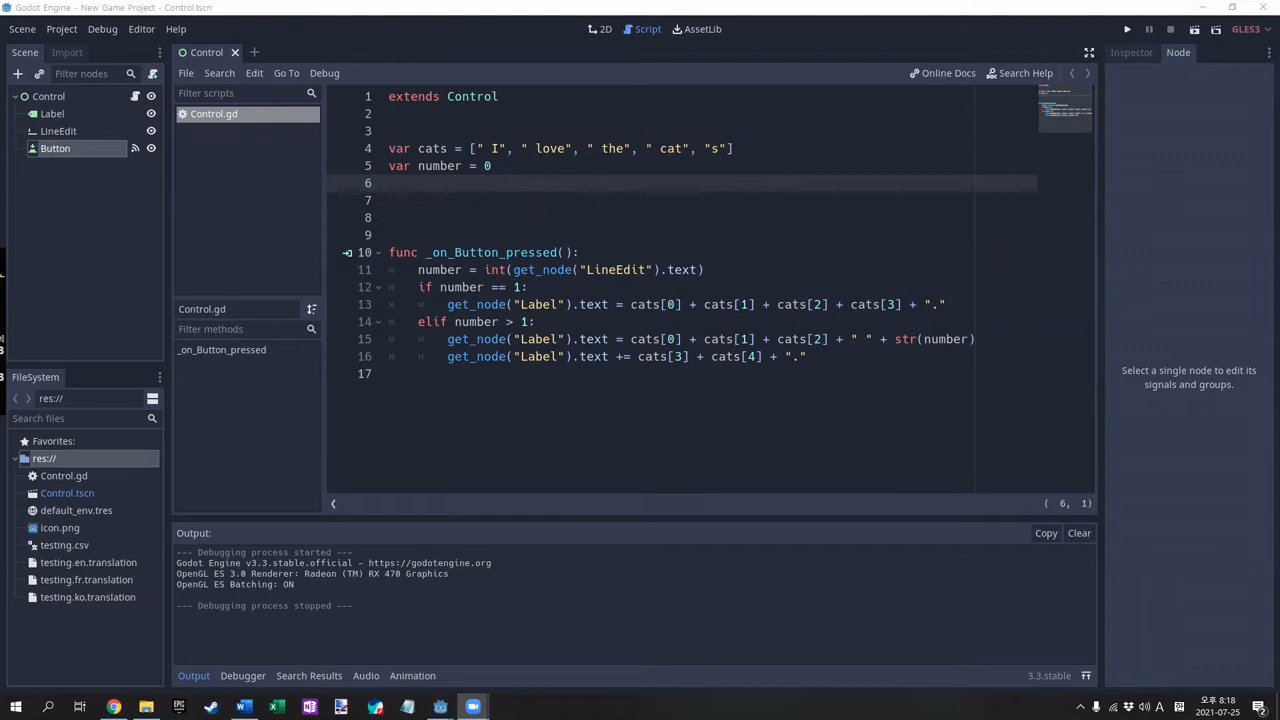 Godot Engine - New Game Project - Control.tscn
Scene Project Debug Editor Help
2D Script AssetLib
GLES3
Scene Import
Filter nodes
Control
Label
LineEdit
Button
Control
File Search Edit Go To Debug
Online Docs Search Help
Filter scripts
Control.gd
Control.gd
Filter methods
_on_Button_pressed
1 extends Control
2
3
4 var cats = [" I", " love", " the", " cat", "s"]
5 var number = 0
6
7
8
9
10 func _on_Button_pressed():
11 number = int(get_node("LineEdit").text)
12 if number == 1:
13 get_node("Label").text = cats[0] + cats[1] + cats[2] + cats[3] + "."
14 elif number > 1:
15 get_node("Label").text = cats[0] + cats[1] + cats[2] + " " + str(number)
16 get_node("Label").text += cats[3] + cats[4] + "."
17
( 6, 1)
Inspector Node
Select a single node to edit its
signals and groups.
FileSystem
res://
Search files
Favorites:
res://
Control.gd
Control.tscn
default_env.tres
icon.png
testing.csv
testing.en.translation
testing.fr.translation
testing.ko.translation
Output:
Copy Clear
--- Debugging process started ---
Godot Engine v3.3.stable.official - https://godotengine.org
OpenGL ES 3.0 Renderer: Radeon (TM) RX 470 Graphics
OpenGL ES Batching: ON
--- Debugging process stopped ---
Output Debugger Search Results Audio Animation
3.3.stable
EPIC
A
오후 8:18
2021-07-25
2